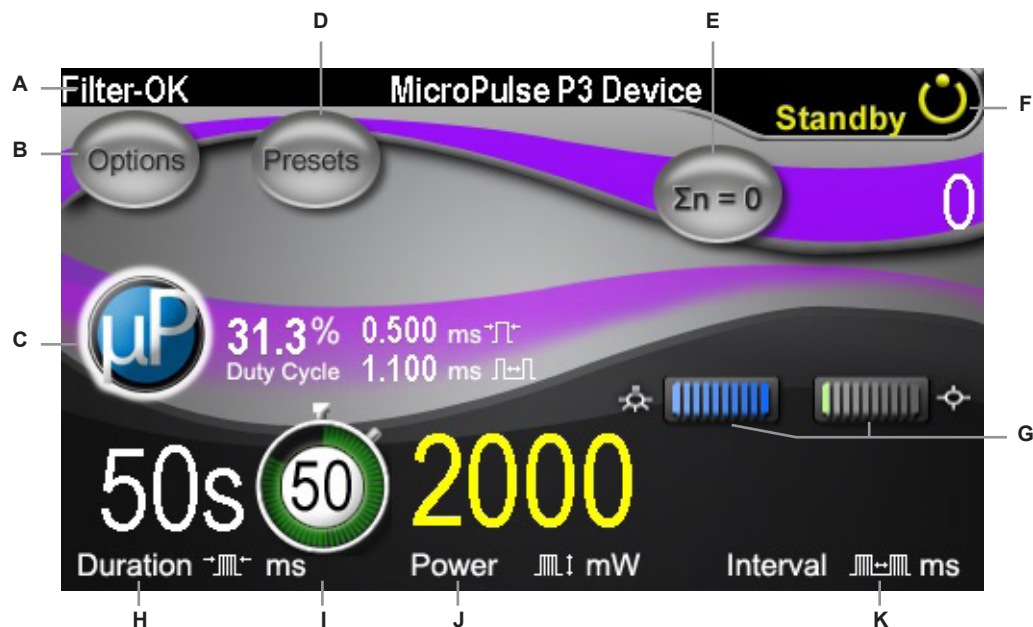 D
E
A
Filter-OK
MicroPulse P3 Device
Standby
F
B
Options
Presets
Σn = 0
0
C
µP
31.3%
0.500 ms
Duty Cycle
1.100 ms
G
50s
50
2000
Duration ms
Power mW
Interval ms
H
I
J
K